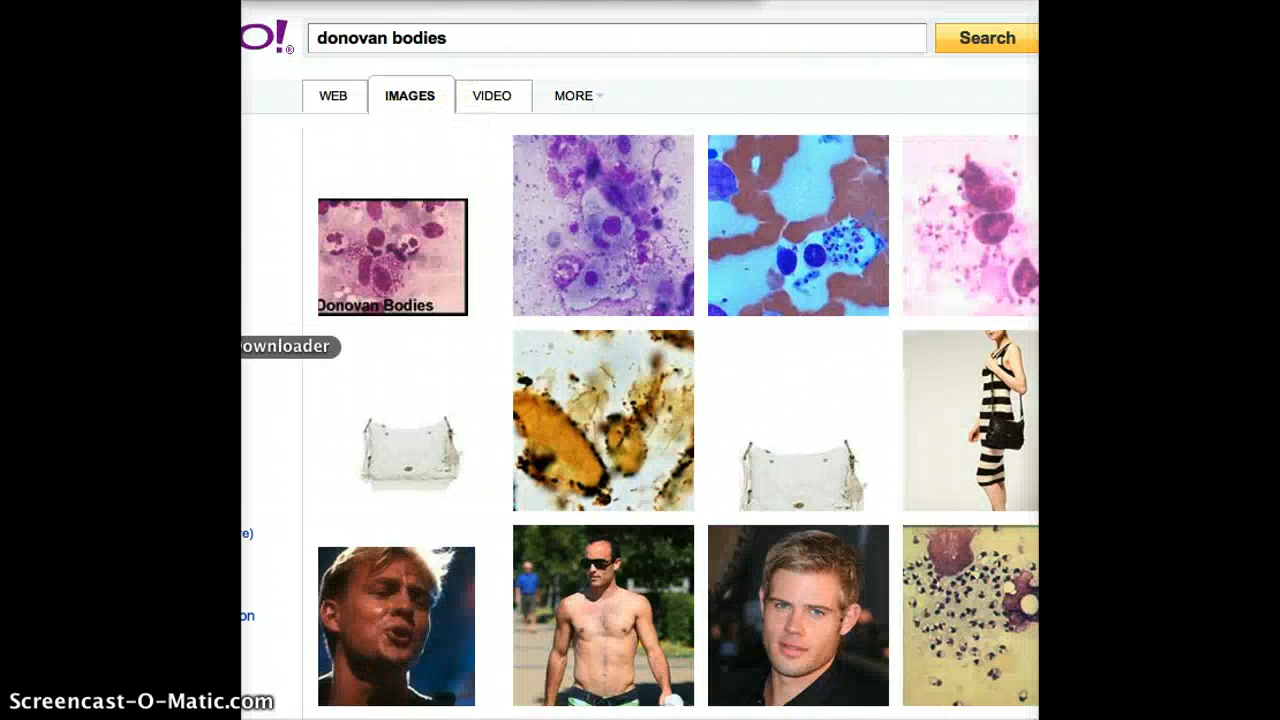 O!®
donovan bodies
Search
WEB
IMAGES
VIDEO
MORE
Donovan Bodies
ownloader
e)
on
Screencast-O-Matic.com